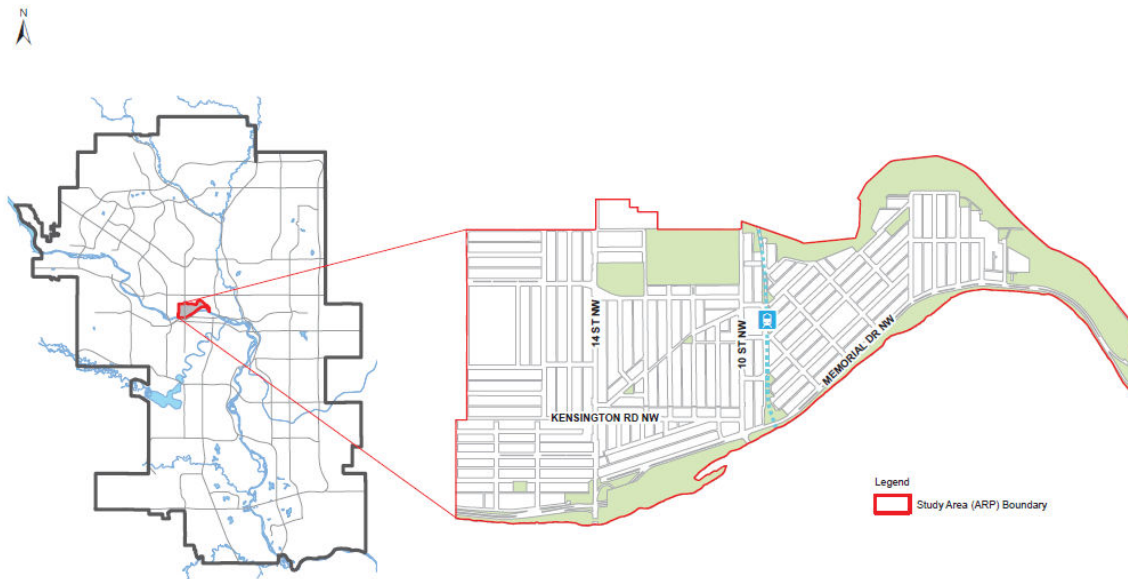 N
14 ST NW
10 ST NW
MEMORIAL DR NW
KENSINGTON RD NW
Legend
Study Area (ARP) Boundary